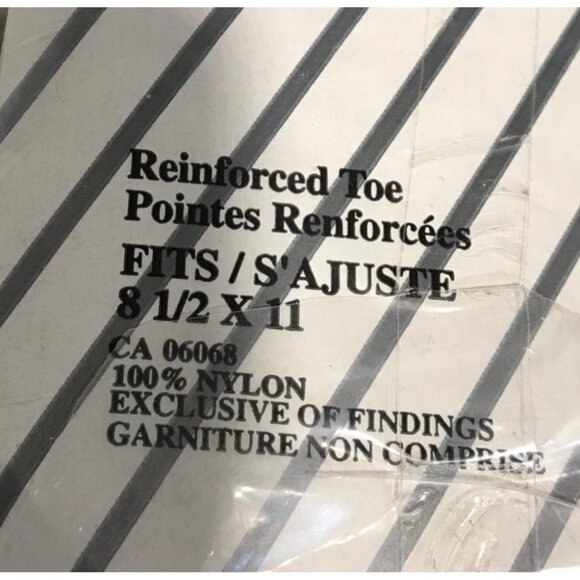 Reinforced Toe
Pointes Renforcées
FITS / S'AJUSTE
8 1/2 X 11
CA 06068
100% NYLON
EXCLUSIVE OF FINDINGS
GARNITURE NON COMPRISE